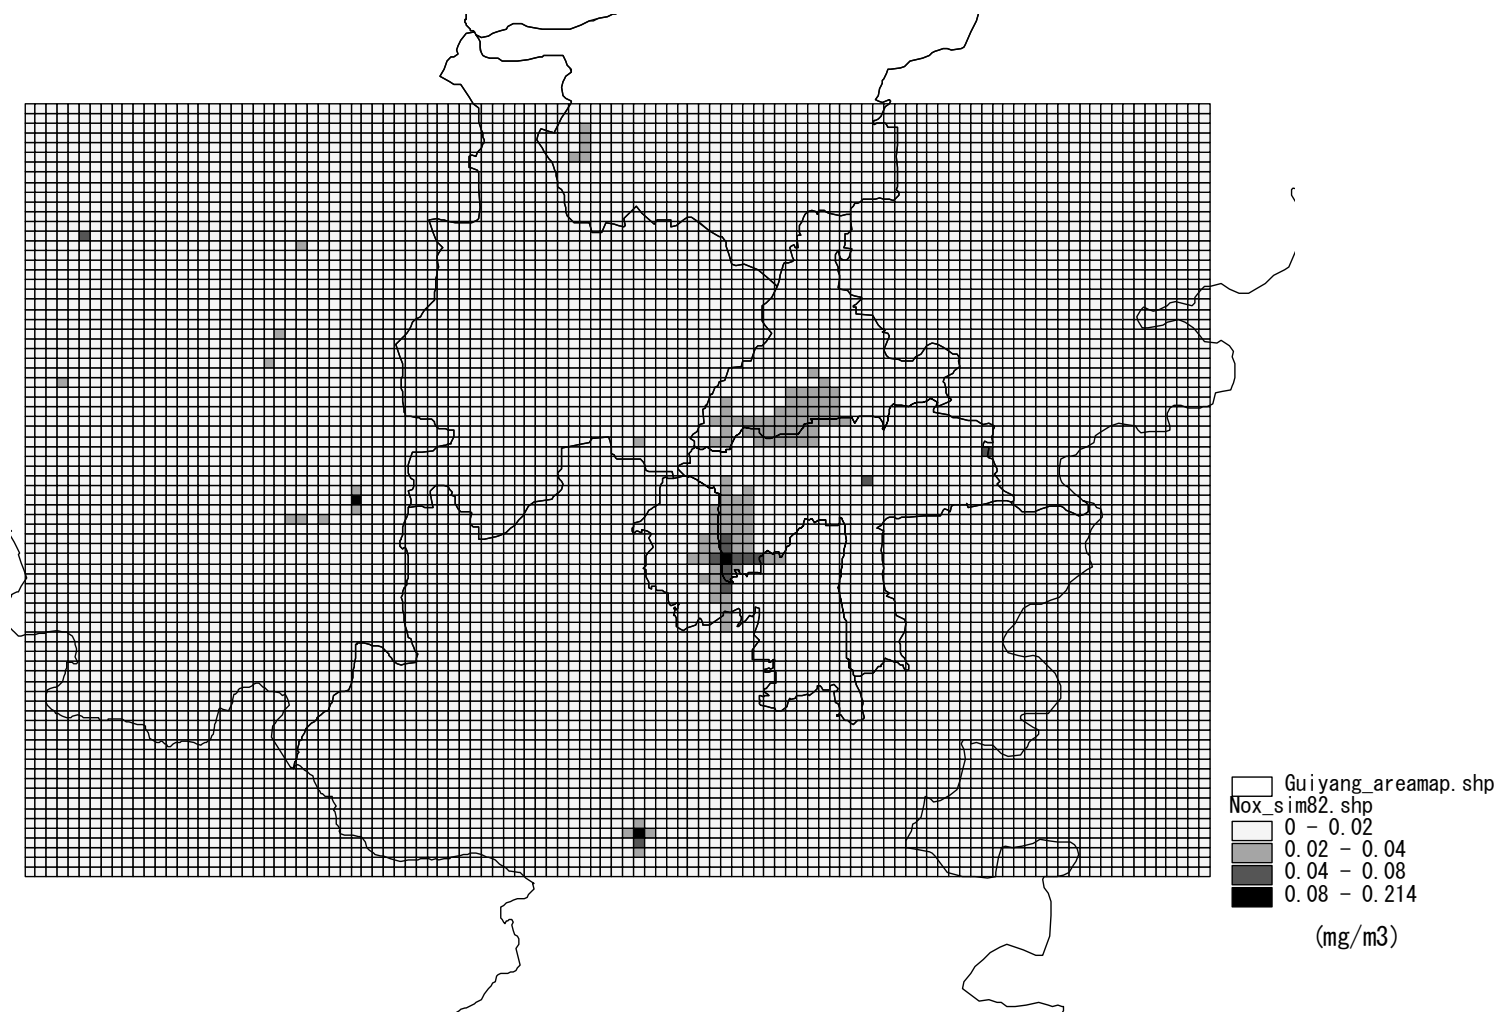 Guiyang_areamap.shp
Nox_sim82.shp
0 - 0.02
0.02 - 0.04
0.04 - 0.08
0.08 - 0.214
(mg/m3)